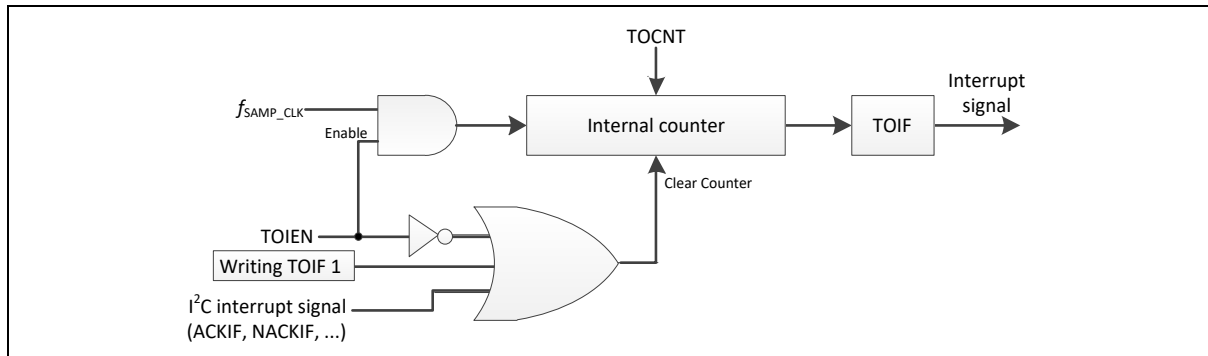 TOCNT
fSAMP_CLK
Enable
Internal counter
TOIF
Interrupt
signal
Clear Counter
TOIEN
Writing TOIF 1
I²C interrupt signal
(ACKIF, NACKIF, ...)